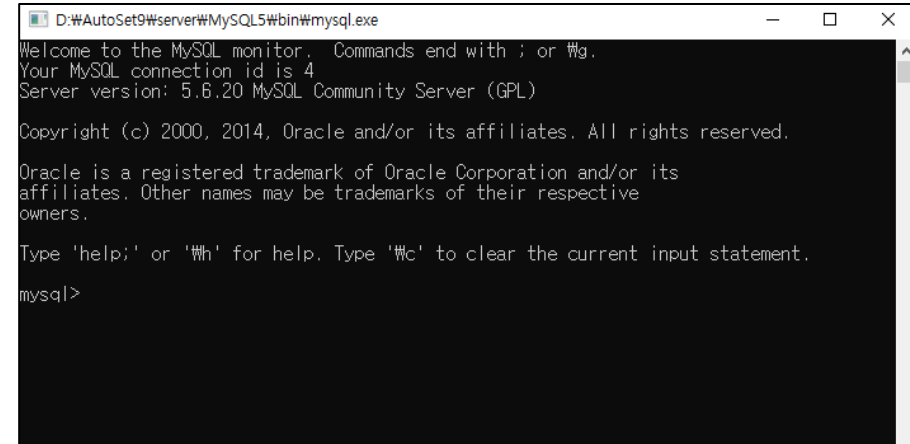 D:₩AutoSet9₩server₩MySQL5₩bin₩mysql.exe
Welcome to the MySQL monitor.  Commands end with ; or ₩g.
Your MySQL connection id is 4
Server version: 5.6.20 MySQL Community Server (GPL)
Copyright (c) 2000, 2014, Oracle and/or its affiliates. All rights reserved.
Oracle is a registered trademark of Oracle Corporation and/or its
affiliates. Other names may be trademarks of their respective
owners.
Type 'help;' or '₩h' for help. Type '₩c' to clear the current input statement.
mysql>